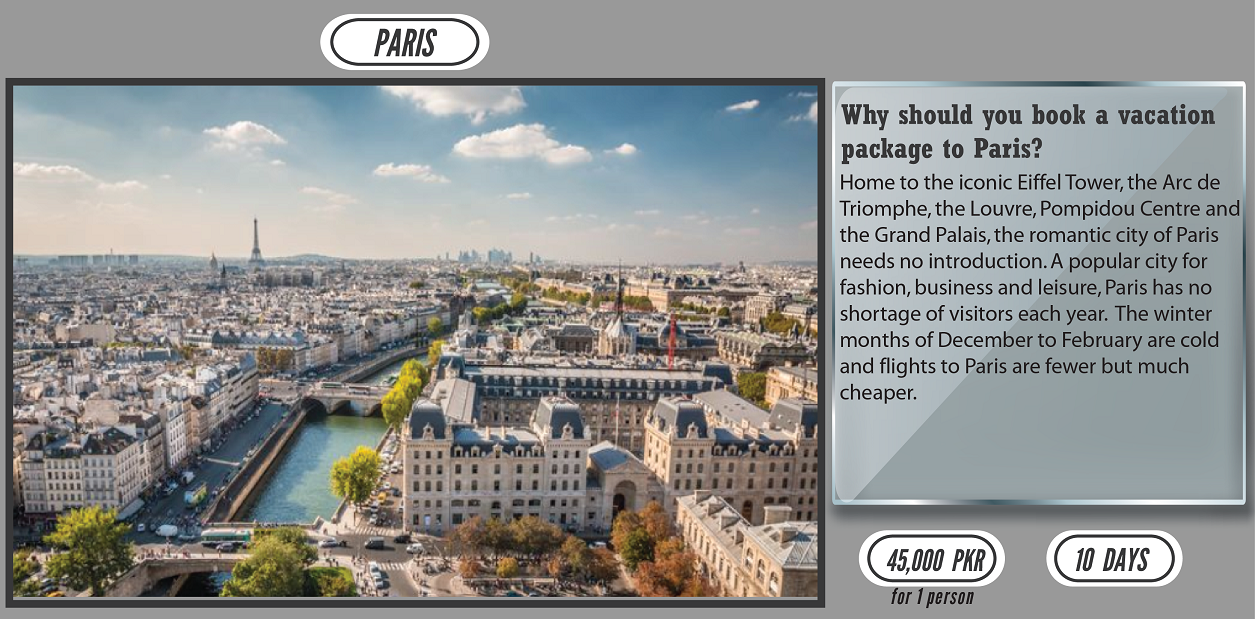 PARIS
Why should you book a vacation
package to Paris?
Home to the iconic Eiffel Tower, the Arc de
Triomphe, the Louvre, Pompidou Centre and
the Grand Palais, the romantic city of Paris
needs no introduction. A popular city for
fashion, business and leisure, Paris has no
shortage of visitors each year. The winter
months of December to February are cold
and flights to Paris are fewer but much
cheaper.
45,000 PKR
for 1 person
10 DAYS